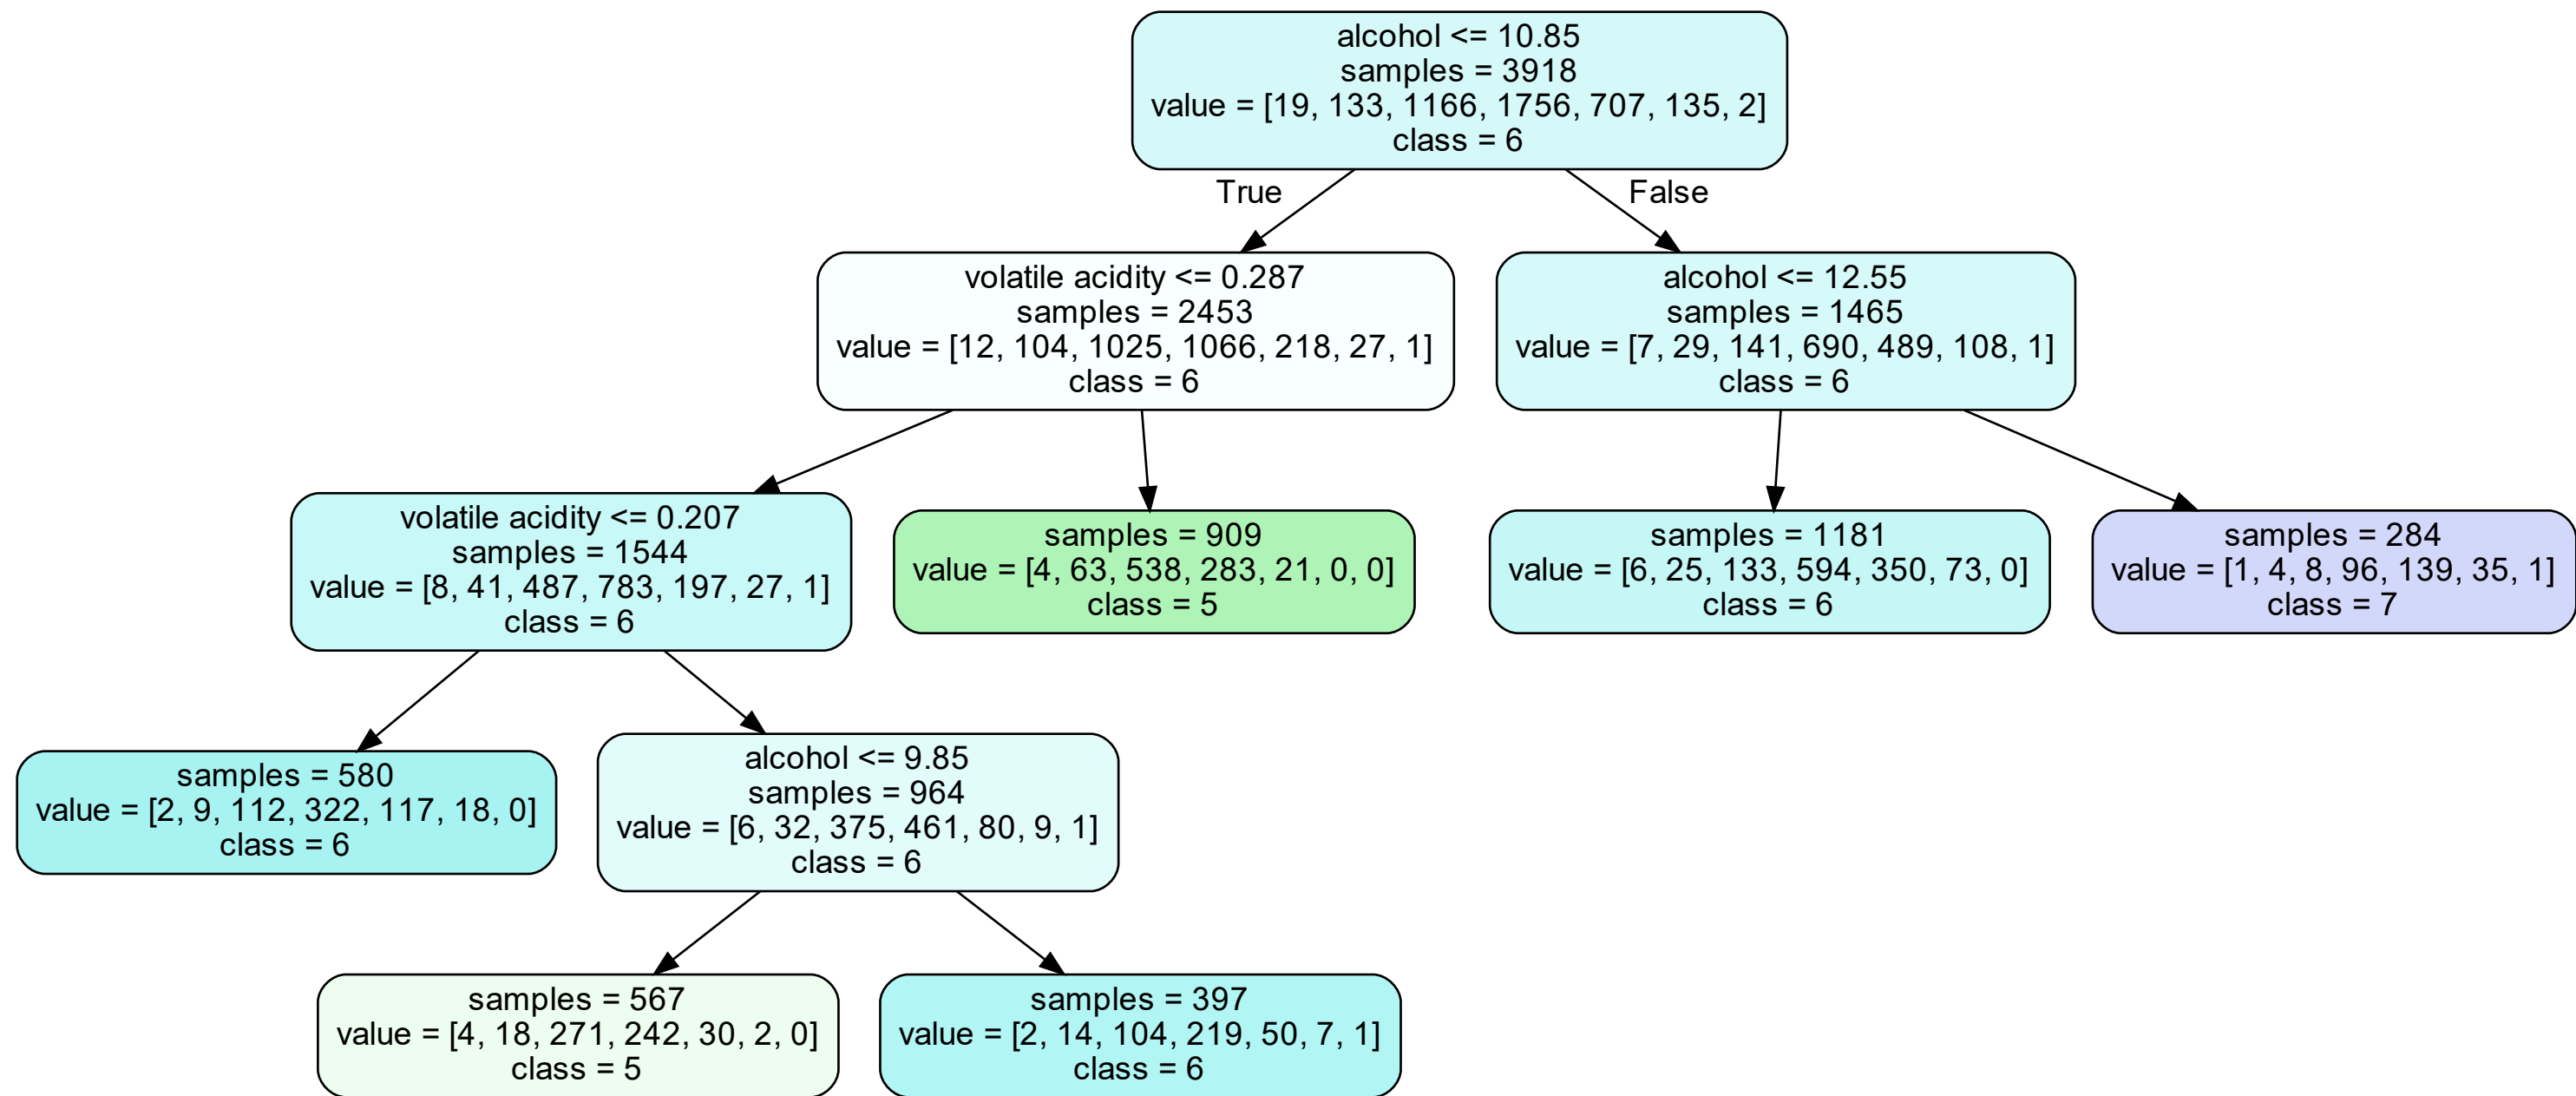 alcohol <= 10.85
samples = 3918
value = [19, 133, 1166, 1756, 707, 135, 2]
class = 6
True
False
volatile acidity <= 0.287
samples = 2453
value = [12, 104, 1025, 1066, 218, 27, 1]
class = 6
alcohol <= 12.55
samples = 1465
value = [7, 29, 141, 690, 489, 108, 1]
class = 6
volatile acidity <= 0.207
samples = 1544
value = [8, 41, 487, 783, 197, 27, 1]
class = 6
samples = 909
value = [4, 63, 538, 283, 21, 0, 0]
class = 5
samples = 1181
value = [6, 25, 133, 594, 350, 73, 0]
class = 6
samples = 284
value = [1, 4, 8, 96, 139, 35, 1]
class = 7
samples = 580
value = [2, 9, 112, 322, 117, 18, 0]
class = 6
alcohol <= 9.85
samples = 964
value = [6, 32, 375, 461, 80, 9, 1]
class = 6
samples = 567
value = [4, 18, 271, 242, 30, 2, 0]
class = 5
samples = 397
value = [2, 14, 104, 219, 50, 7, 1]
class = 6